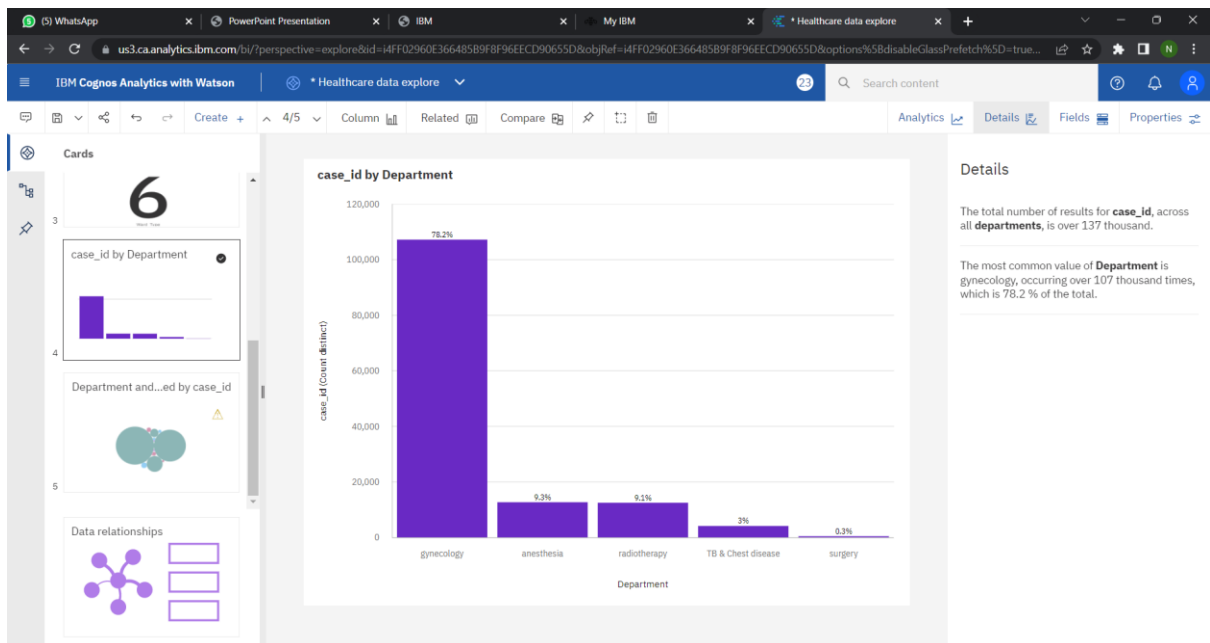 (5) WhatsApp
PowerPoint Presentation
IBM
My IBM
* Healthcare data explore
us3.ca.analytics.ibm.com/bi/?perspective=explore&id=i4FF02960E366485B9F8F96EECD90655D&objRef=i4FF02960E366485B9F8F96EECD90655D&options%5BdisableGlassPrefetch%5D=true...
N
IBM Cognos Analytics with Watson
* Healthcare data explore
23
Search content
Create +
4/5
Column
Related
Compare
Analytics
Details
Fields
Properties
Cards
6
Ward Type
3
case_id by Department
4
Department and...ed by case_id
5
Data relationships
case_id by Department
120,000
100,000
80,000
60,000
40,000
20,000
0
case_id (Count distinct)
78.2%
9.3%
9.1%
3%
0.3%
gynecology
anesthesia
radiotherapy
TB & Chest disease
surgery
Department
Details
The total number of results for case_id, across
all departments, is over 137 thousand.
The most common value of Department is
gynecology, occurring over 107 thousand times,
which is 78.2 % of the total.